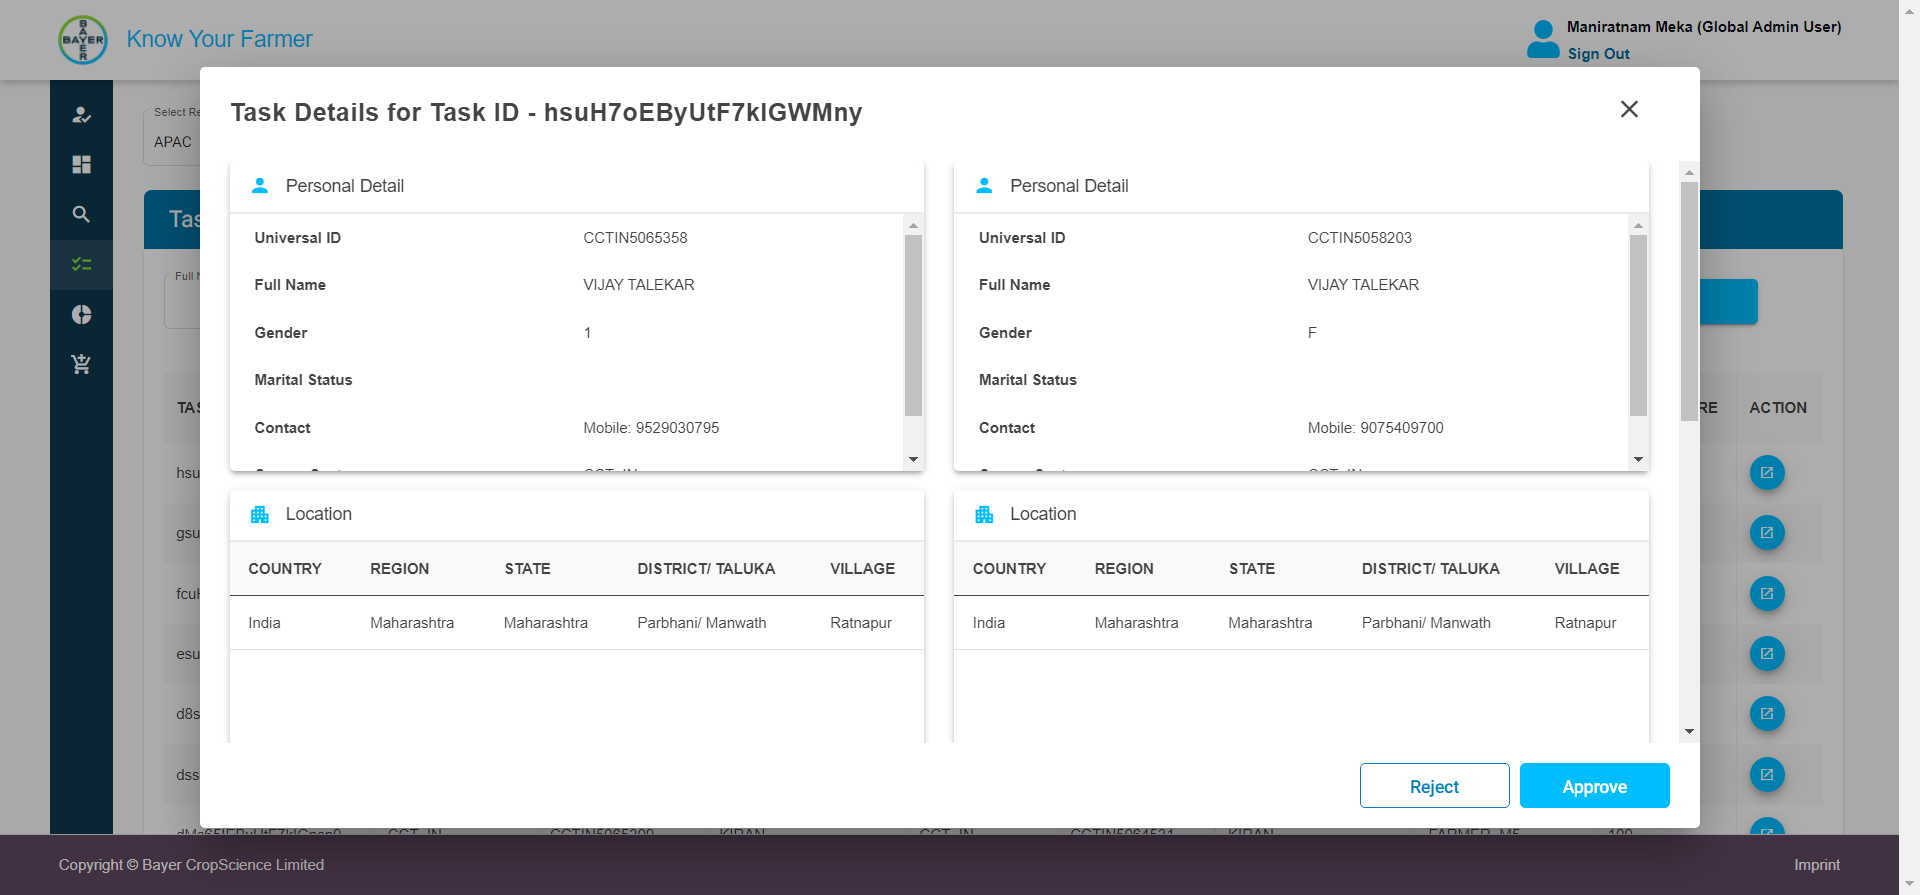 BAYER
BAYER
Know Your Farmer
Maniratnam Meka (Global Admin User)
Sign Out
Select Re
APAC
Task Details for Task ID - hsuH7oEByUtF7kIGWMny
Tas
Full N
Personal Detail
Universal ID CCTIN5065358
Full Name VIJAY TALEKAR
Gender 1
Marital Status
Contact Mobile: 9529030795
Personal Detail
Universal ID CCTIN5058203
Full Name VIJAY TALEKAR
Gender F
Marital Status
Contact Mobile: 9075409700
Location
COUNTRY REGION STATE DISTRICT/ TALUKA VILLAGE
India Maharashtra Maharashtra Parbhani/ Manwath Ratnapur
Location
COUNTRY REGION STATE DISTRICT/ TALUKA VILLAGE
India Maharashtra Maharashtra Parbhani/ Manwath Ratnapur
TAS
RE ACTION
hsu
gsu
fcul
esu
d8s
dss
Reject Approve
Copyright © Bayer CropScience Limited
Imprint